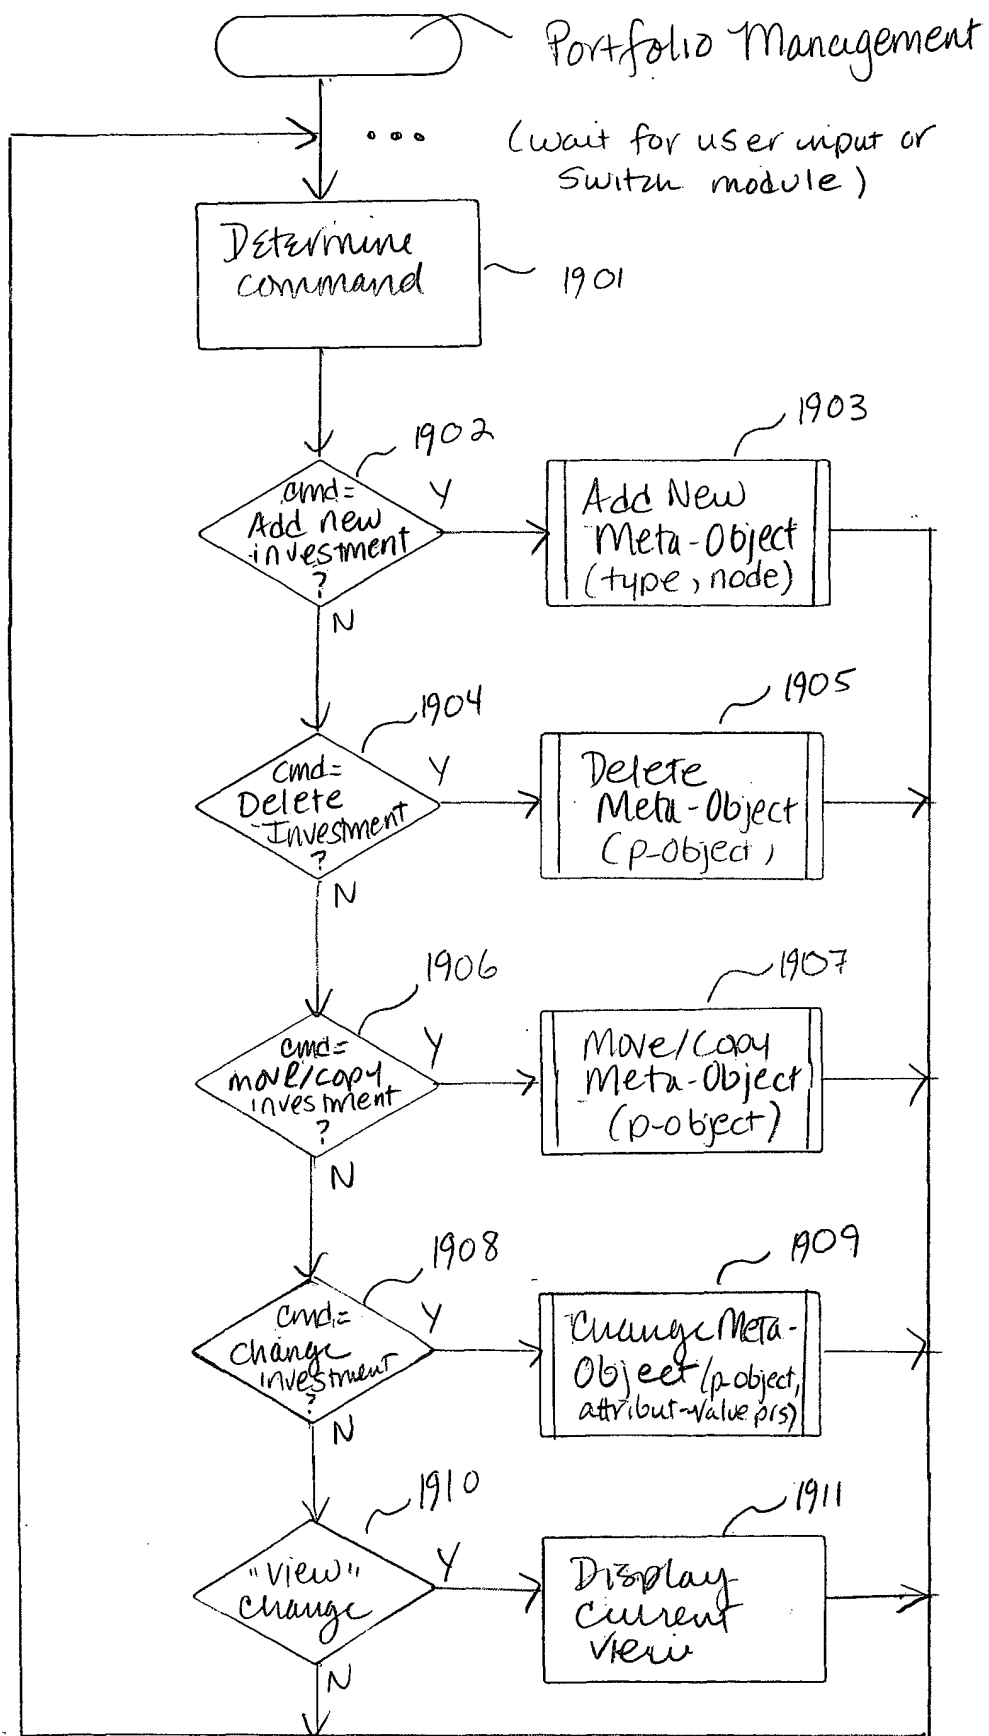 Portfolio Management
(wait for user input or
switch module)
Determine
command
1901
1902
cmd=
Add new
investment
?
Y
N
1903
Add New
Meta-Object
(type, node)
1904
cmd=
Delete
Investment
?
Y
N
1905
Delete
Meta-Object
(p-object,
1906
cmd=
move/copy
investment
?
Y
N
1907
Move/Copy
Meta-Object
(p-object)
1908
cmd=
change
investment
?
Y
N
1909
Change Meta-
Object (p-object,
attribut-value prs)
1910
"view"
change
Y
N
1911
Display
current
view